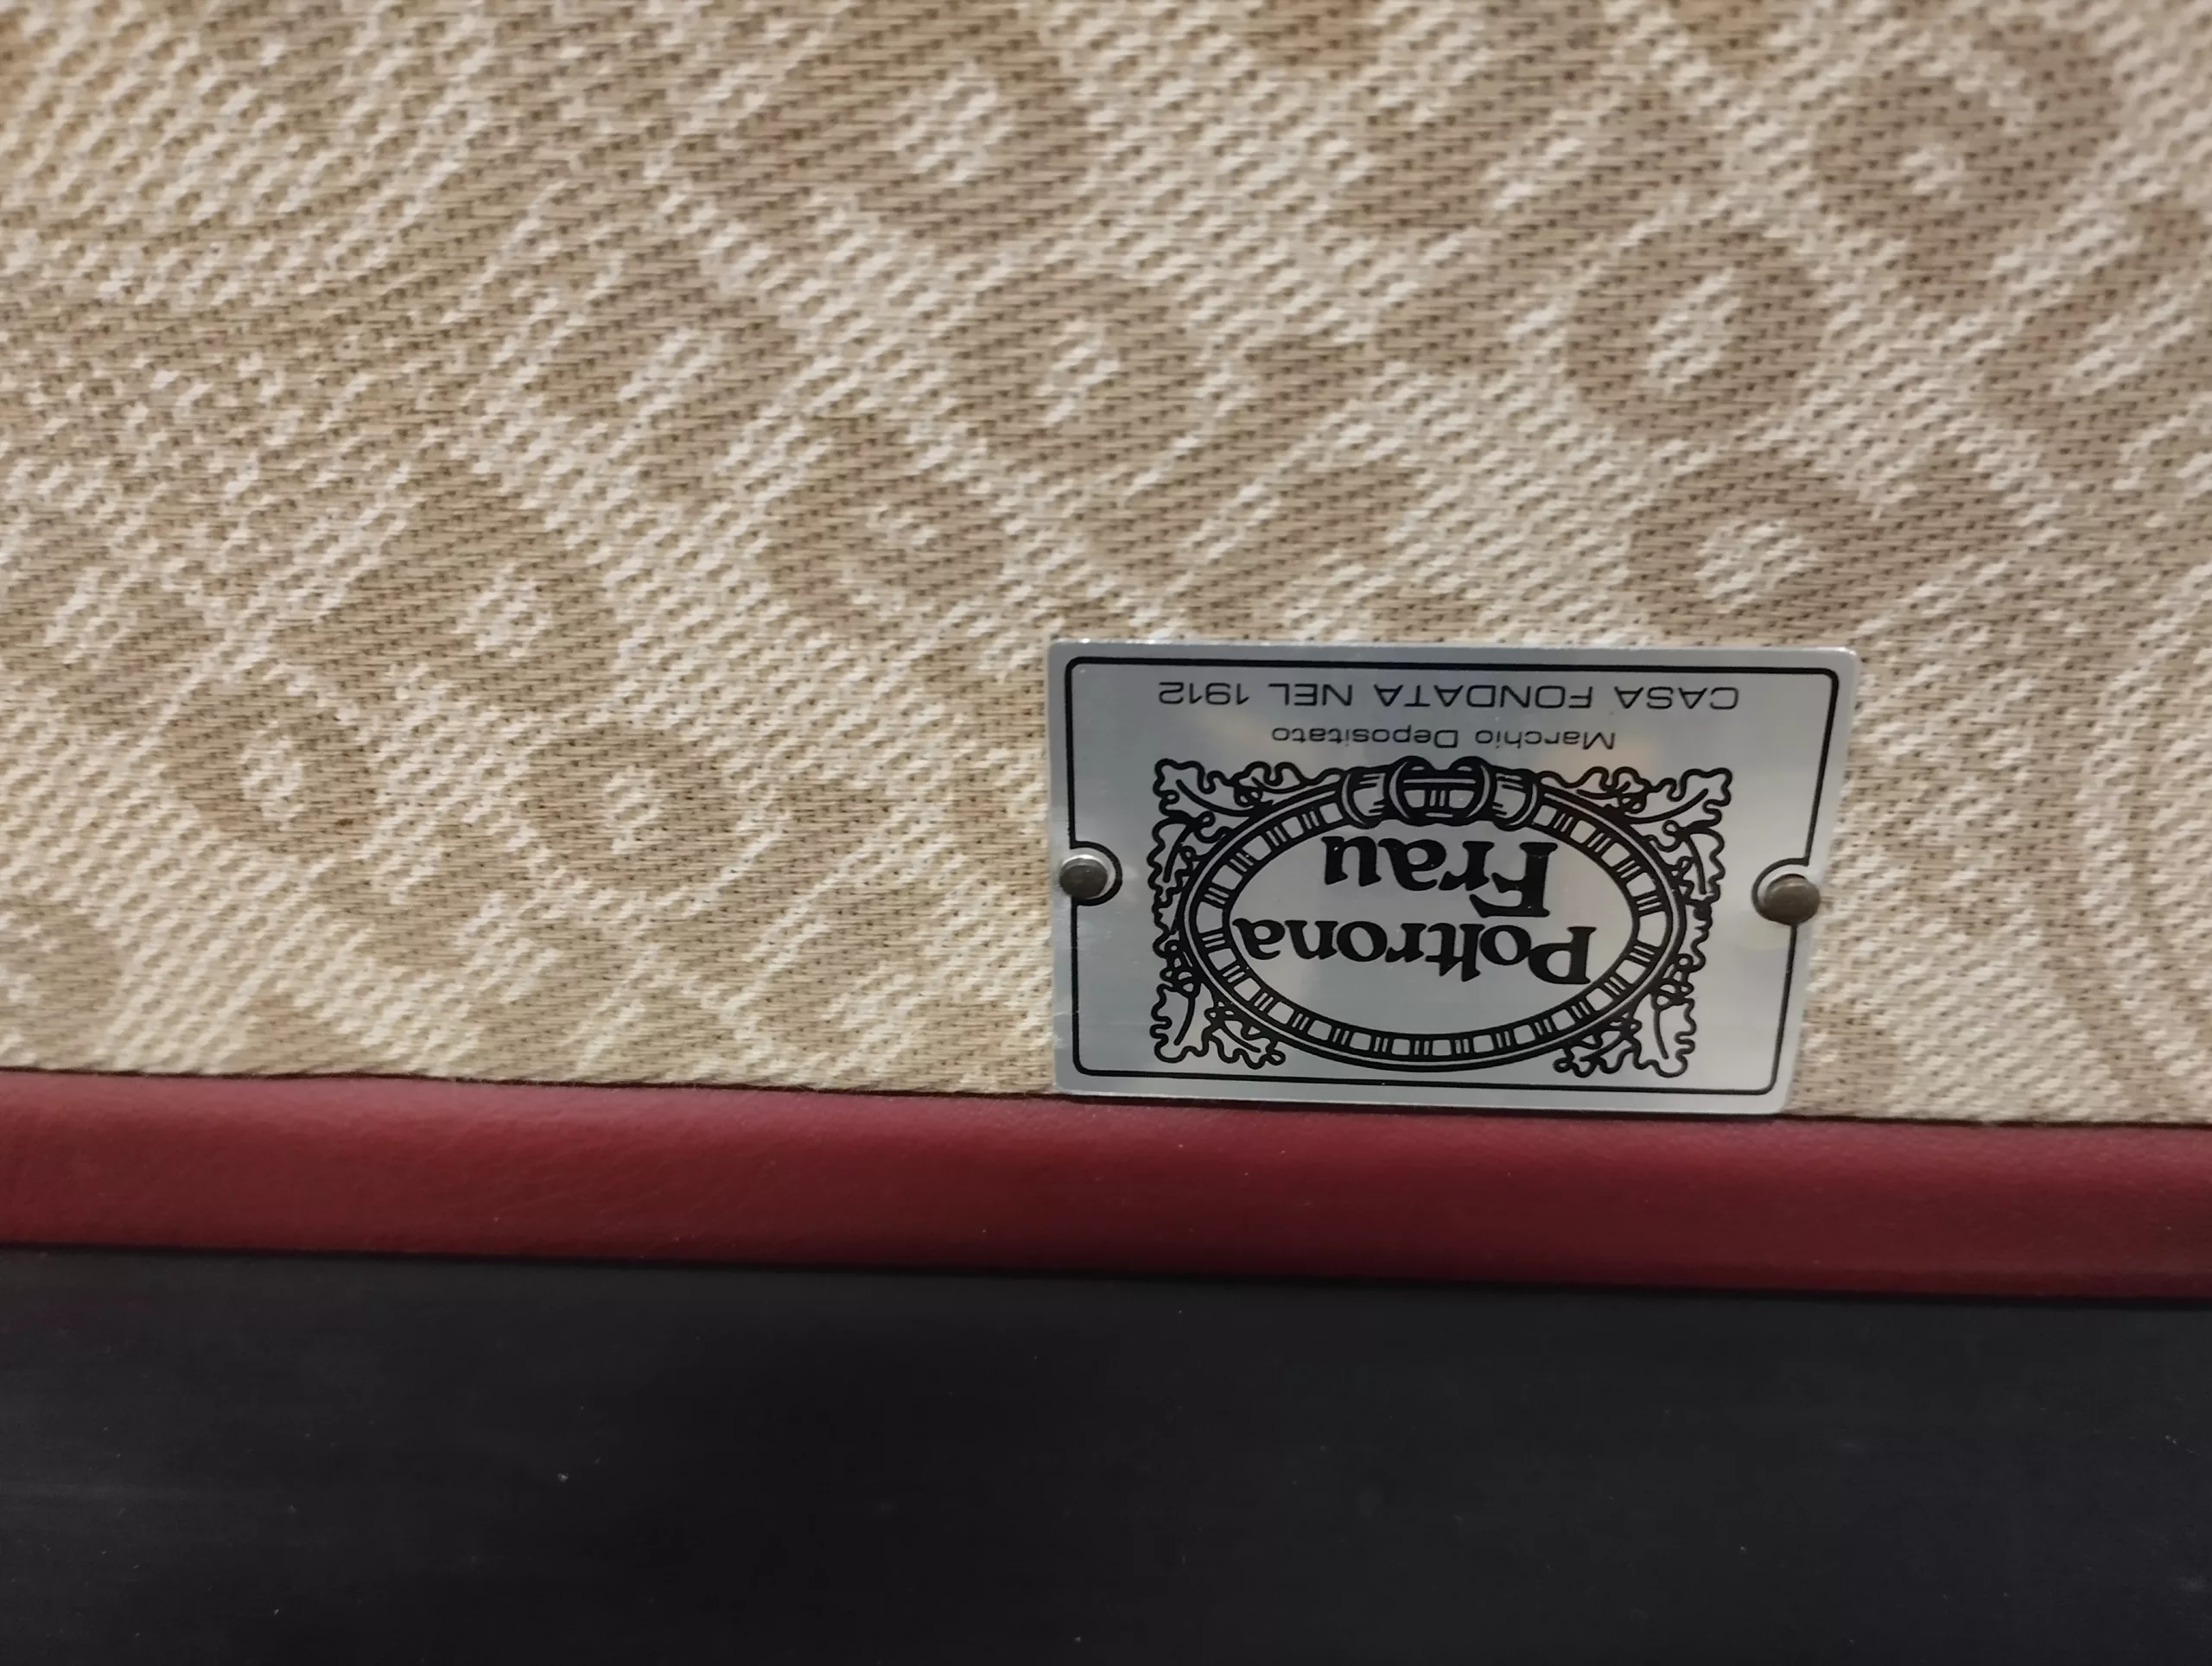 Poltrona
Frau
Marchio Depositato
CASA FONDATA NEL 1912